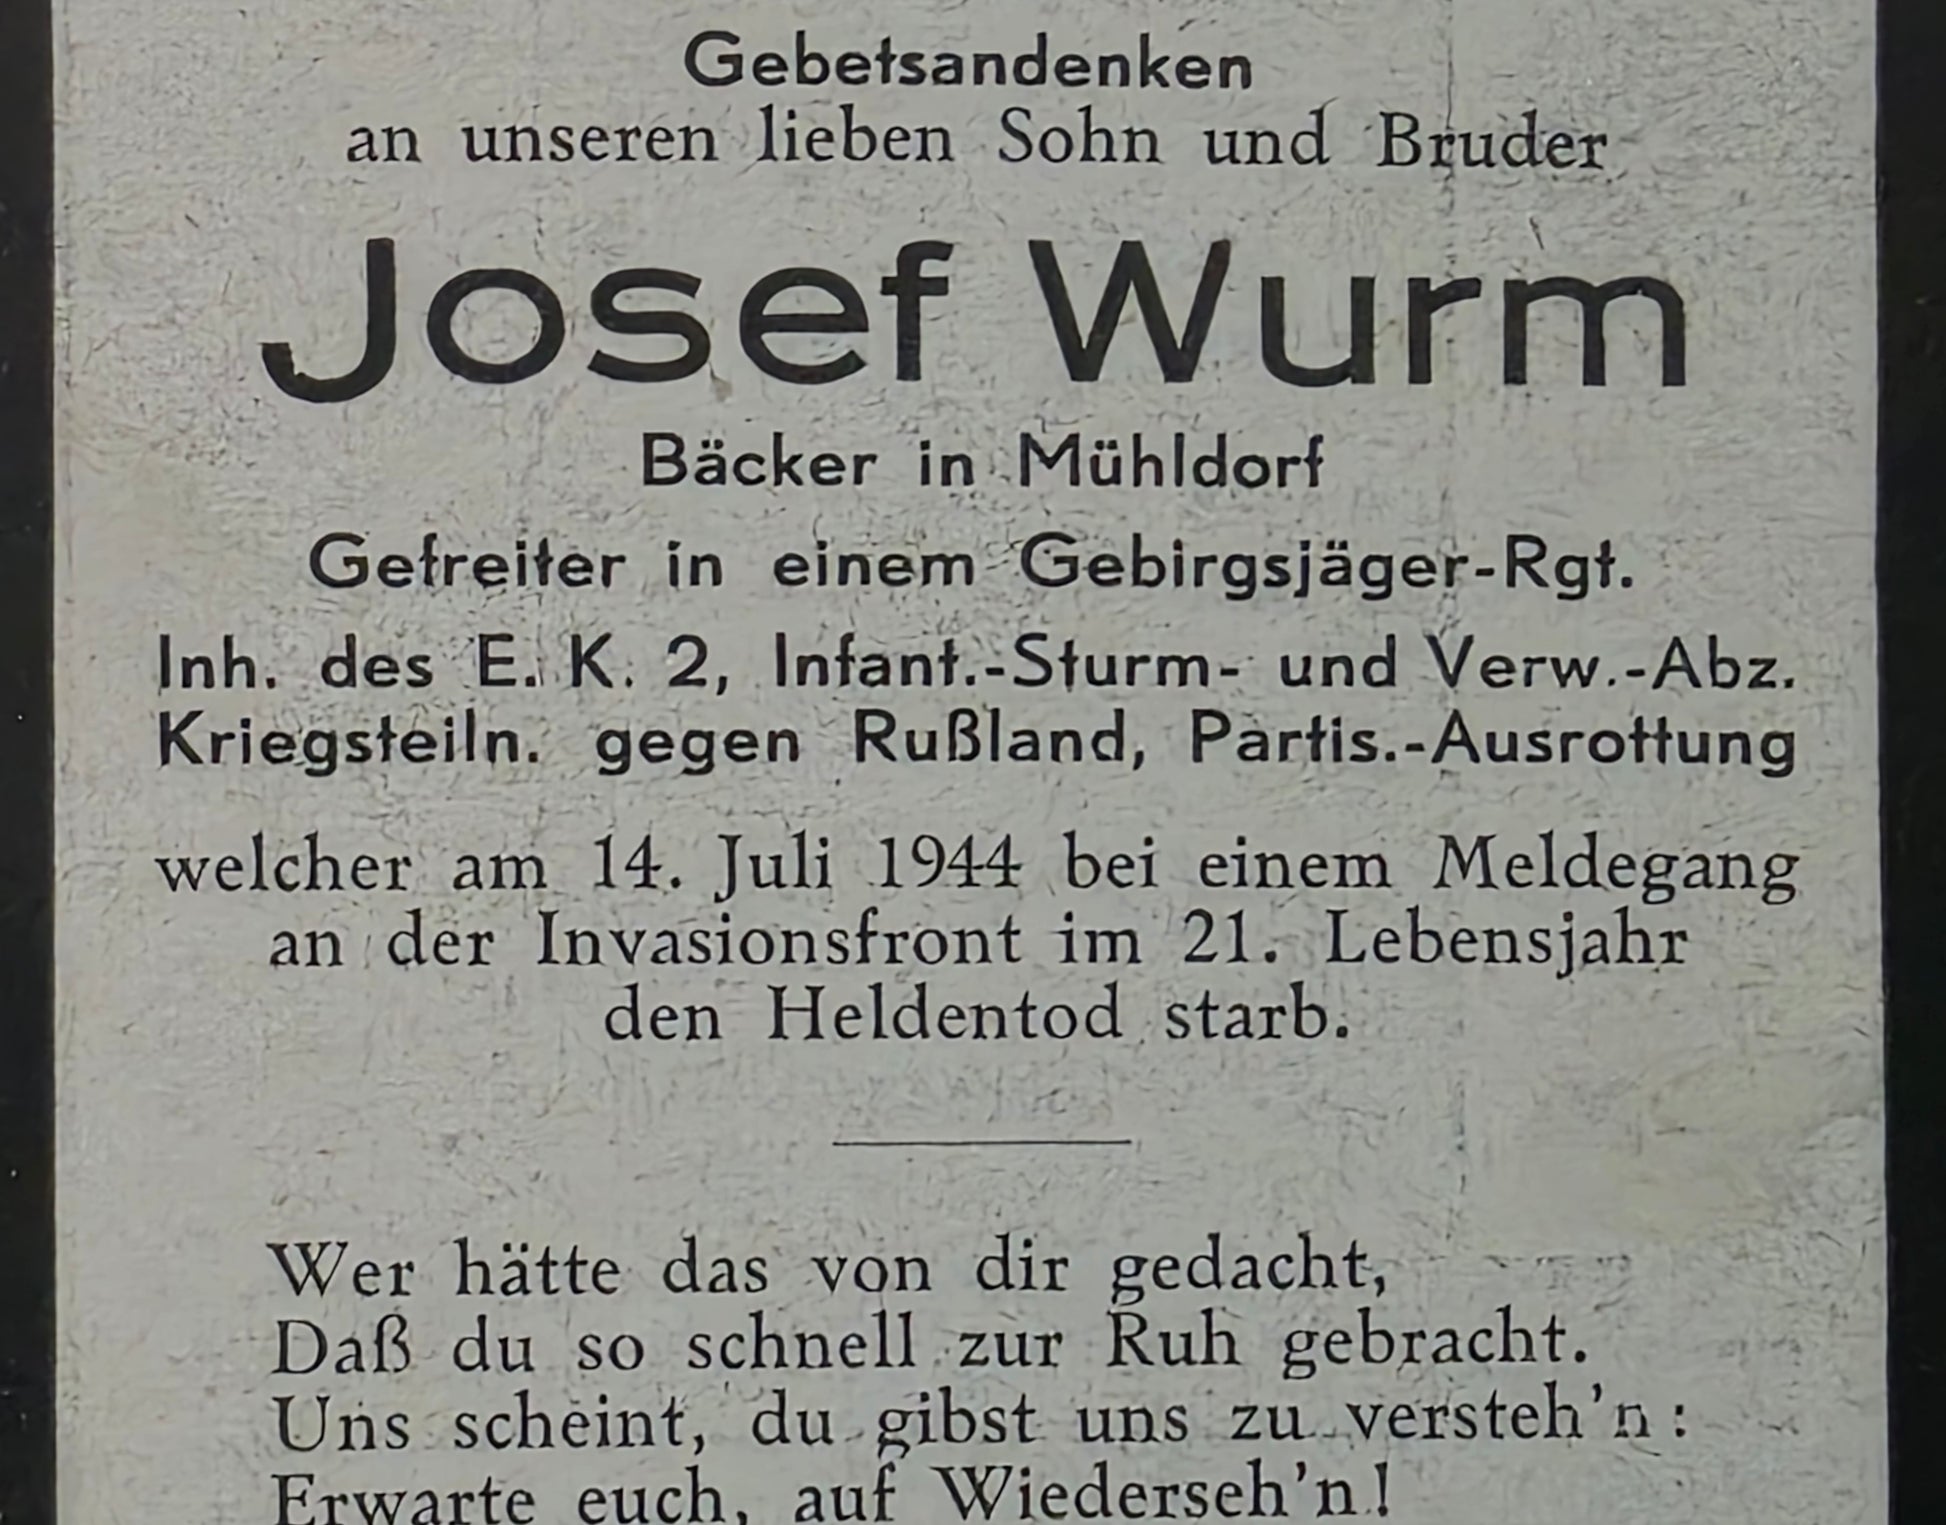 Gebetsandenken
an unseren lieben Sohn und Bruder
Josef Wurm
Bäcker in Mühldorf
Gefreiter in einem Gebirgsjäger-Rgt.
Inh. des E. K. 2, Infant.-Sturm- und Verw.-Abz.
Kriegsteiln. gegen Rußland, Partis.-Ausrottung
welcher am 14. Juli 1944 bei einem Meldegang
an der Invasionsfront im 21. Lebensjahr
den Heldentod starb.
Wer hätte das von dir gedacht,
Daß du so schnell zur Ruh gebracht.
Uns scheint, du gibst uns zu versteh'n:
Erwarte euch, auf Wiederseh'n!